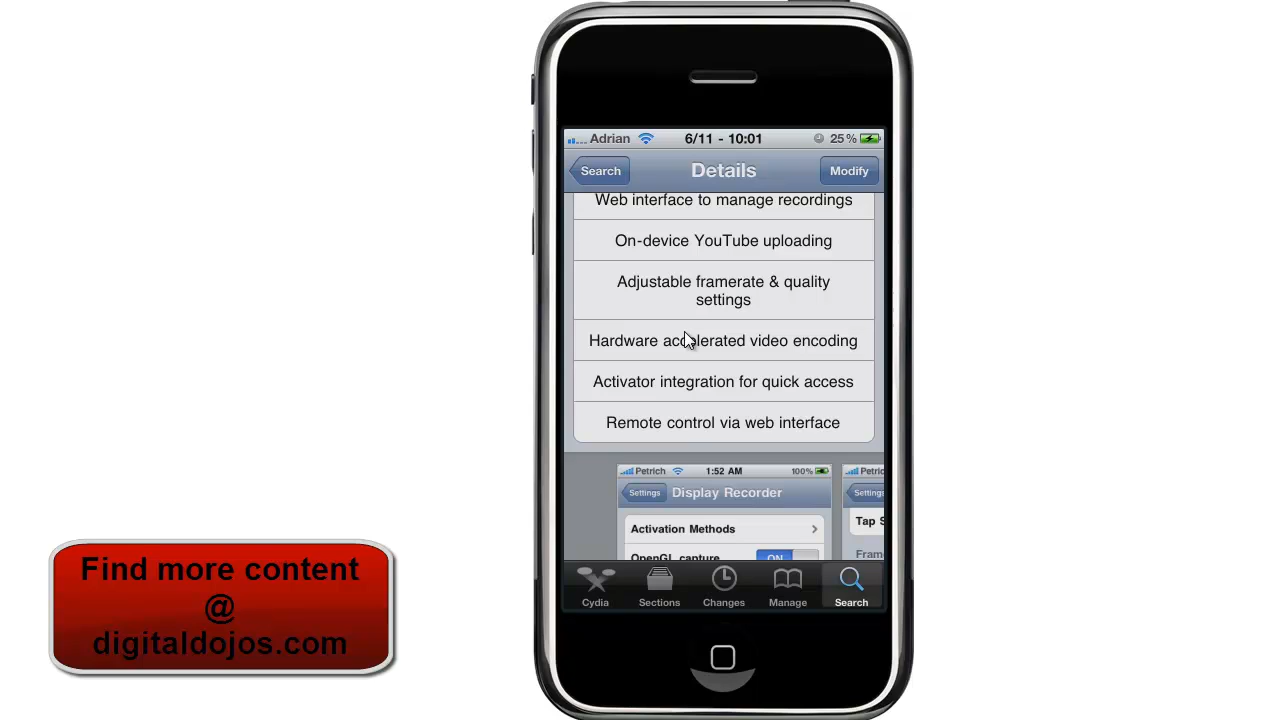 Adrian 6/11 - 10:01 25%
Search Details Modify
Web interface to manage recordings
On-device YouTube uploading
Adjustable framerate & quality
settings
Hardware accelerated video encoding
Activator integration for quick access
Remote control via web interface
Petrich 1:52 AM 100%
Settings Display Recorder Settings
Activation Methods Tap S
OpenGL capture ON Frame
Cydia Sections Changes Manage Search
Find more content
@
digitaldojos.com